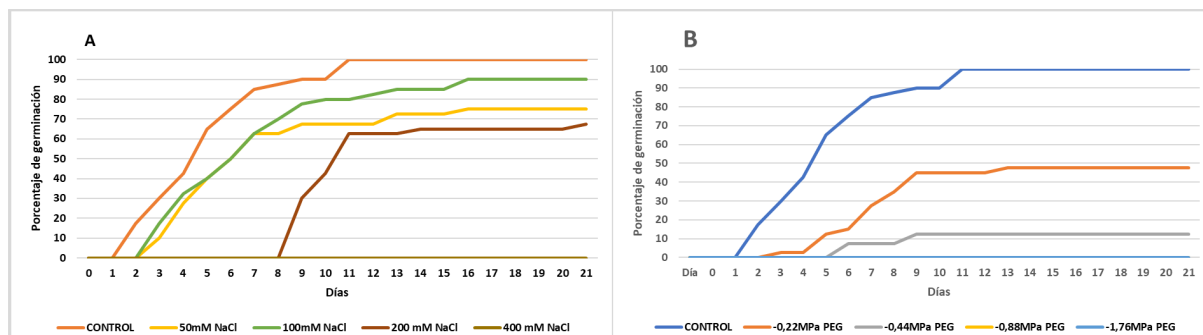 A
Porcentaje de germinación
100
90
80
70
60
50
40
30
20
10
0
0 1 2 3 4 5 6 7 8 9 10 11 12 13 14 15 16 17 18 19 20 21
Días
CONTROL 50mM NaCl 100mM NaCl 200 mM NaCl 400 mM NaCl
B
Porcentaje de germinación
100
90
80
70
60
50
40
30
20
10
0
Día 0 1 2 3 4 5 6 7 8 9 10 11 12 13 14 15 16 17 18 19 20 21
Días
CONTROL -0,22MPa PEG -0,44MPa PEG -0,88MPa PEG -1,76MPa PEG